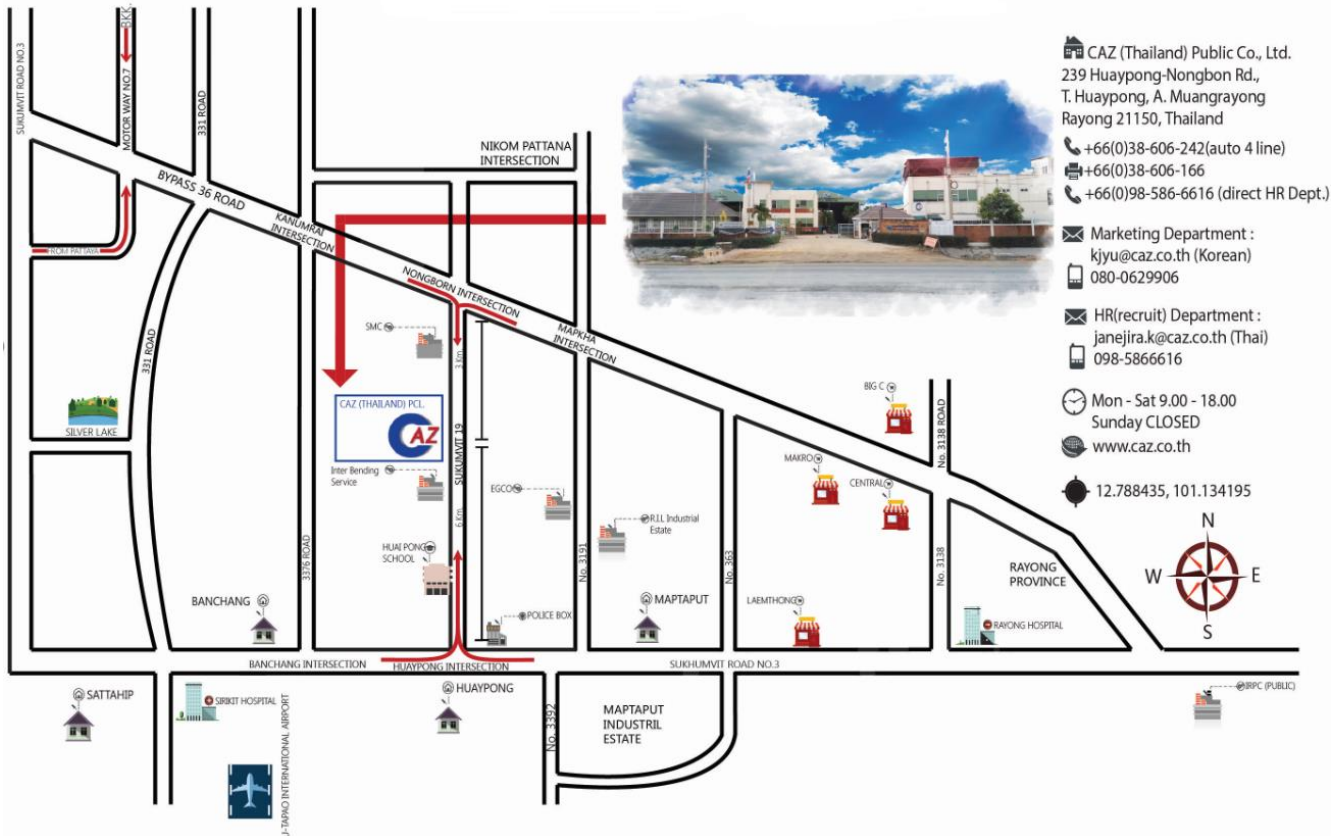 BKK.
SUKUMVIT ROAD NO.3
MOTOR WAY NO.7
331 ROAD
BYPASS 36 ROAD
FROM PATTAYA
KANUMRAI
INTERSECTION
NIKOM PATTANA
INTERSECTION
NONGBORN INTERSECTION
MAPKHA
INTERSECTION
331 ROAD
SILVER LAKE
SMC
3 Km.
CAZ (THAILAND) PCL.
CAZ
SUKUMVIT 19
Inter Bending
Service
EGCO
6 Km.
HUAI PONG
SCHOOL
3376 ROAD
No. 3191
R.I.L Industrial
Estate
No. 363
BIG C
No. 3138 ROAD
MAKRO
CENTRAL
No. 3138
RAYONG
PROVINCE
BANCHANG
POLICE BOX
MAPTAPUT
LAEMTHONG
RAYONG HOSPITAL
BANCHANG INTERSECTION
HUAYPONG INTERSECTION
SUKHUMVIT ROAD NO.3
SATTAHIP
SIRIKIT HOSPITAL
U-TAPAO INTERNATIONAL AIRPORT
HUAYPONG
No. 3392
MAPTAPUT
INDUSTRIL
ESTATE
IRPC (PUBLIC)
CAZ (Thailand) Public Co., Ltd.
239 Huaypong-Nongbon Rd.,
T. Huaypong, A. Muangrayong
Rayong 21150, Thailand
+66(0)38-606-242(auto 4 line)
+66(0)38-606-166
+66(0)98-586-6616 (direct HR Dept.)
Marketing Department :
kjyu@caz.co.th (Korean)
080-0629906
HR(recruit) Department :
janejira.k@caz.co.th (Thai)
098-5866616
Mon - Sat 9.00 - 18.00
Sunday CLOSED
www.caz.co.th
12.788435, 101.134195
N
W
E
S